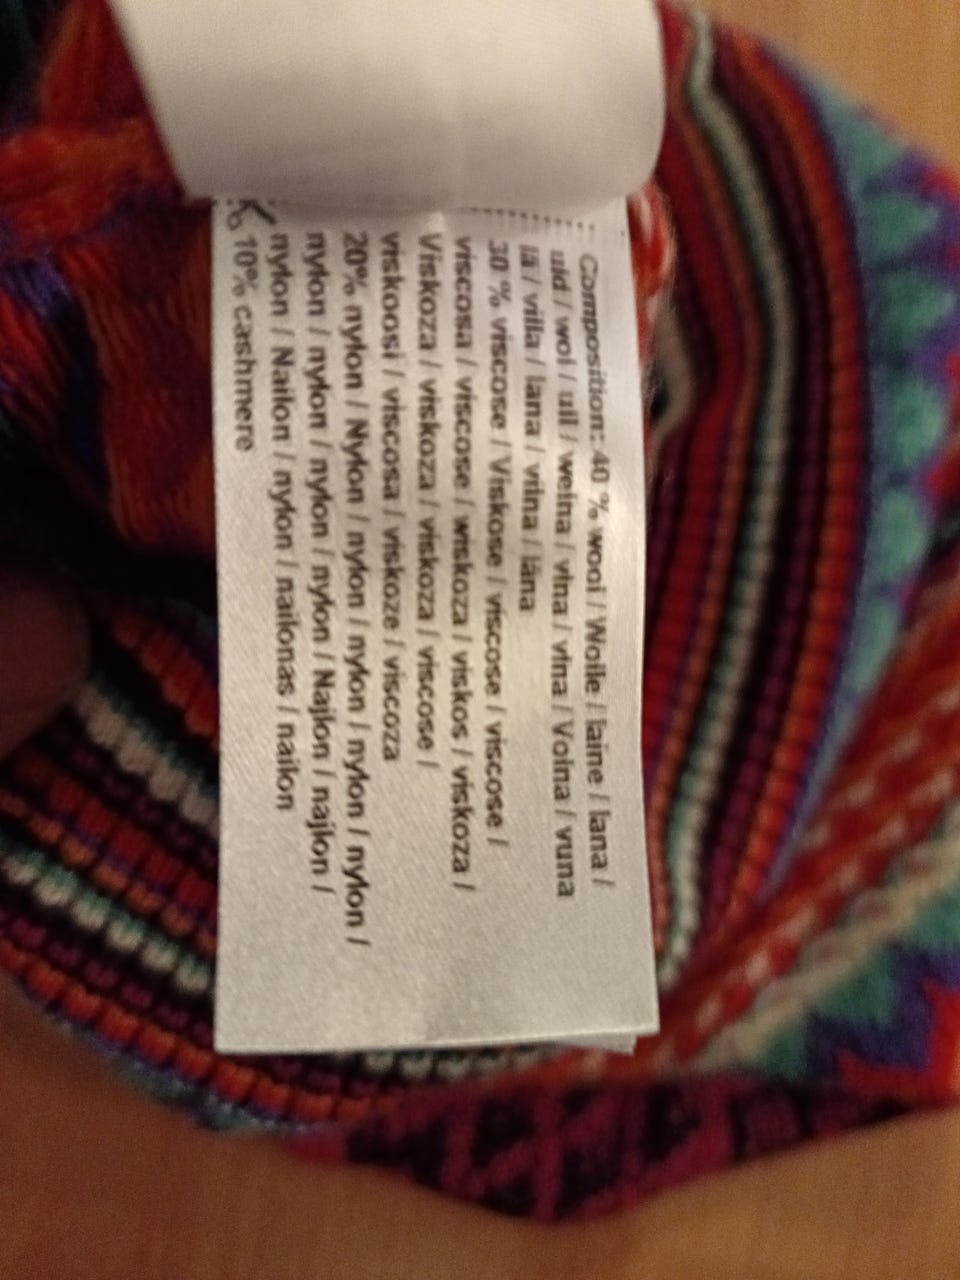 Composition: 40 % wool / Wolle / laine / lana /
uld / wol / ull / wełna / vlna / vlna / Volna / vuna
lã / villa / lana / vilna / lâna
30 % viscose / Viskose / viscose / viscose /
viscosa / viscose / wiskoza / viskos / viskoza /
Viskoza / viskoza / viskoza / viscose /
viskoosi / viscosa / viskoze / viscoza
20% nylon / Nylon / nylon / nylon / nylon / nylon /
nylon / nylon / nylon / nylon / Najlon / najlon /
nylon / Nailon / nylon / nailonas / nailon
10% cashmere